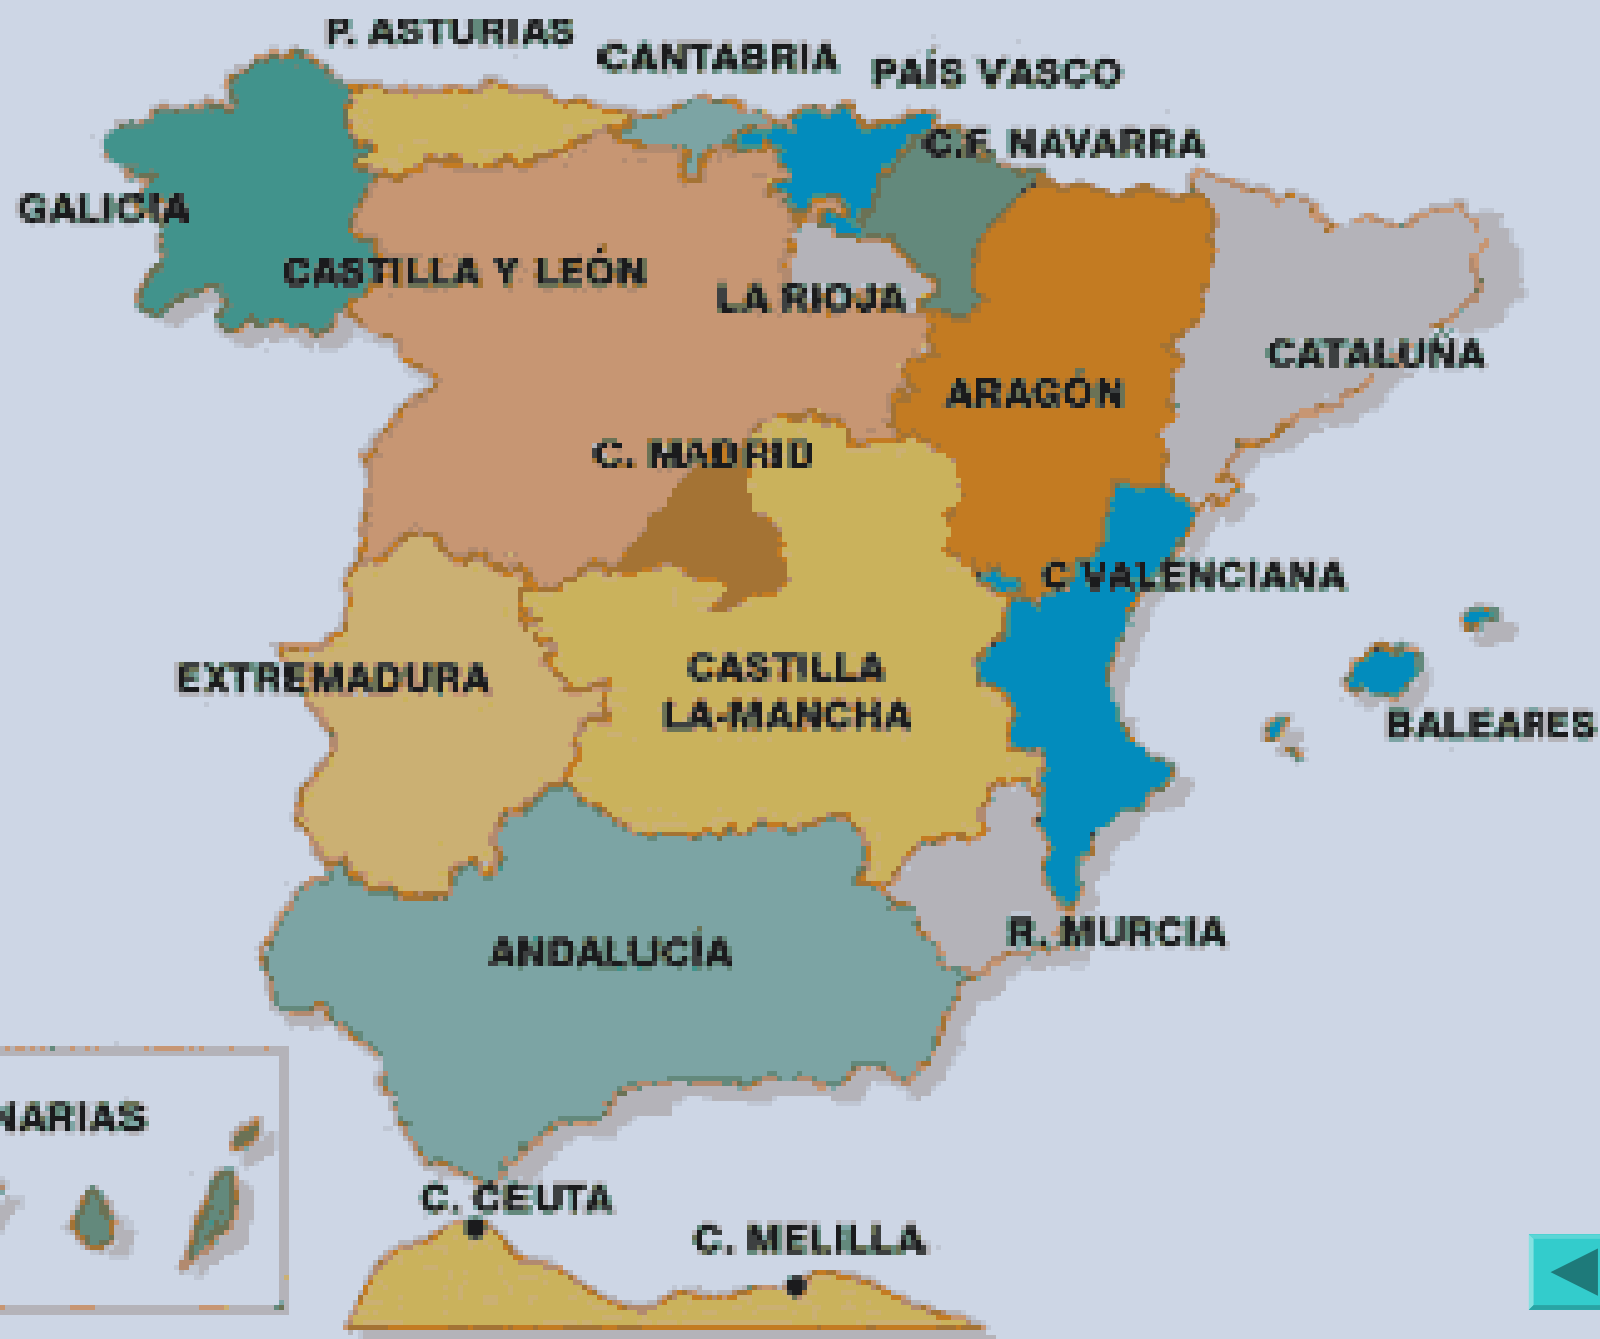 P. ASTURIAS
CANTABRIA
PAÍS VASCO
C.F. NAVARRA
GALICIA
CASTILLA Y LEÓN
LA RIOJA
CATALUÑA
ARAGÓN
C. MADRID
C VALENCIANA
EXTREMADURA
CASTILLA
LA-MANCHA
BALEARES
R. MURCIA
ANDALUCÍA
NARIAS
C. CEUTA
C. MELILLA